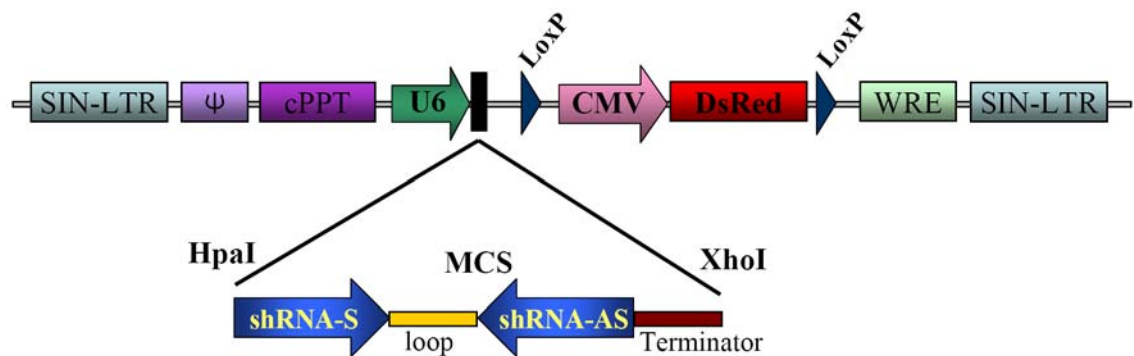 LoxP LoxP
SIN-LTR ψ cPPT U6 CMV DsRed WRE SIN-LTR
HpaI MCS XhoI
shRNA-S loop shRNA-AS Terminator